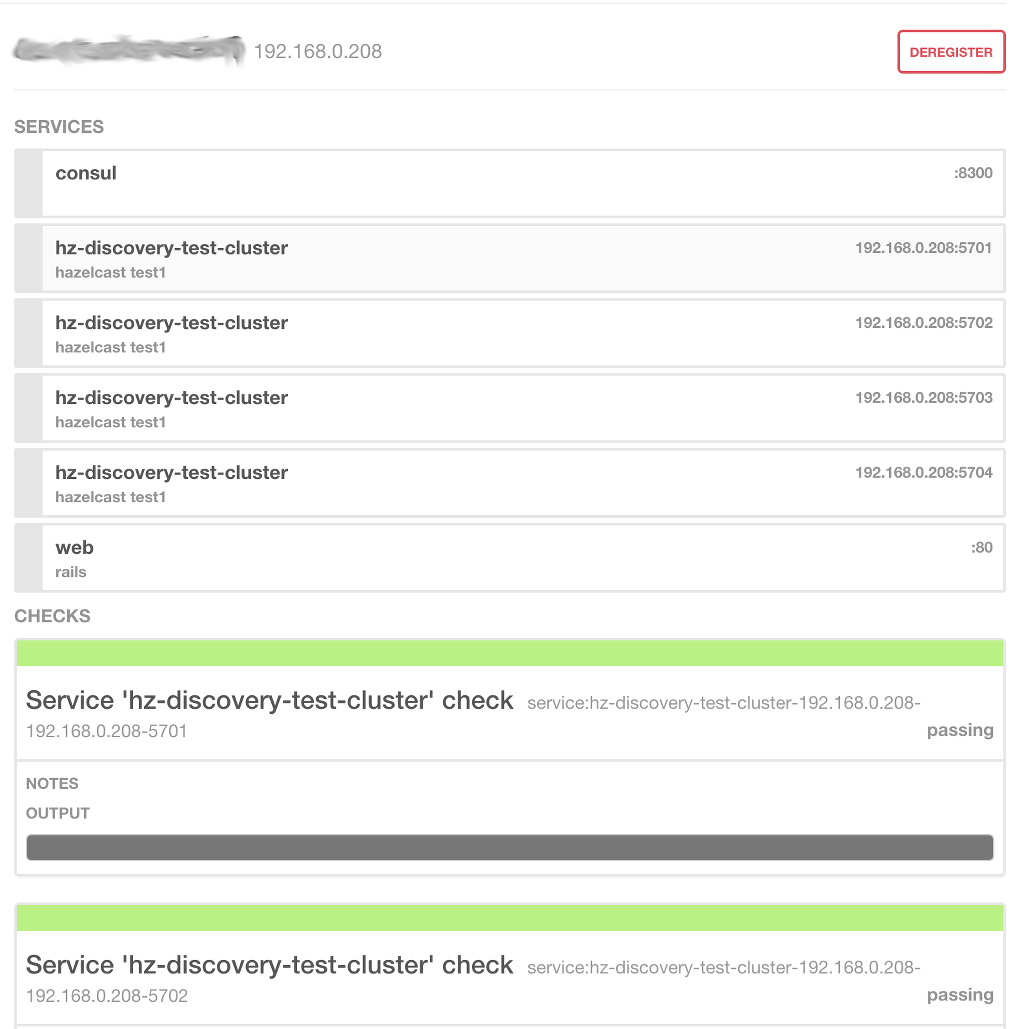 192.168.0.208 DEREGISTER
SERVICES
consul :8300
hz-discovery-test-cluster 192.168.0.208:5701
hazelcast test1
hz-discovery-test-cluster 192.168.0.208:5702
hazelcast test1
hz-discovery-test-cluster 192.168.0.208:5703
hazelcast test1
hz-discovery-test-cluster 192.168.0.208:5704
hazelcast test1
web :80
rails
CHECKS
Service 'hz-discovery-test-cluster' check service:hz-discovery-test-cluster-192.168.0.208-
192.168.0.208-5701 passing
NOTES
OUTPUT
Service 'hz-discovery-test-cluster' check service:hz-discovery-test-cluster-192.168.0.208-
192.168.0.208-5702 passing